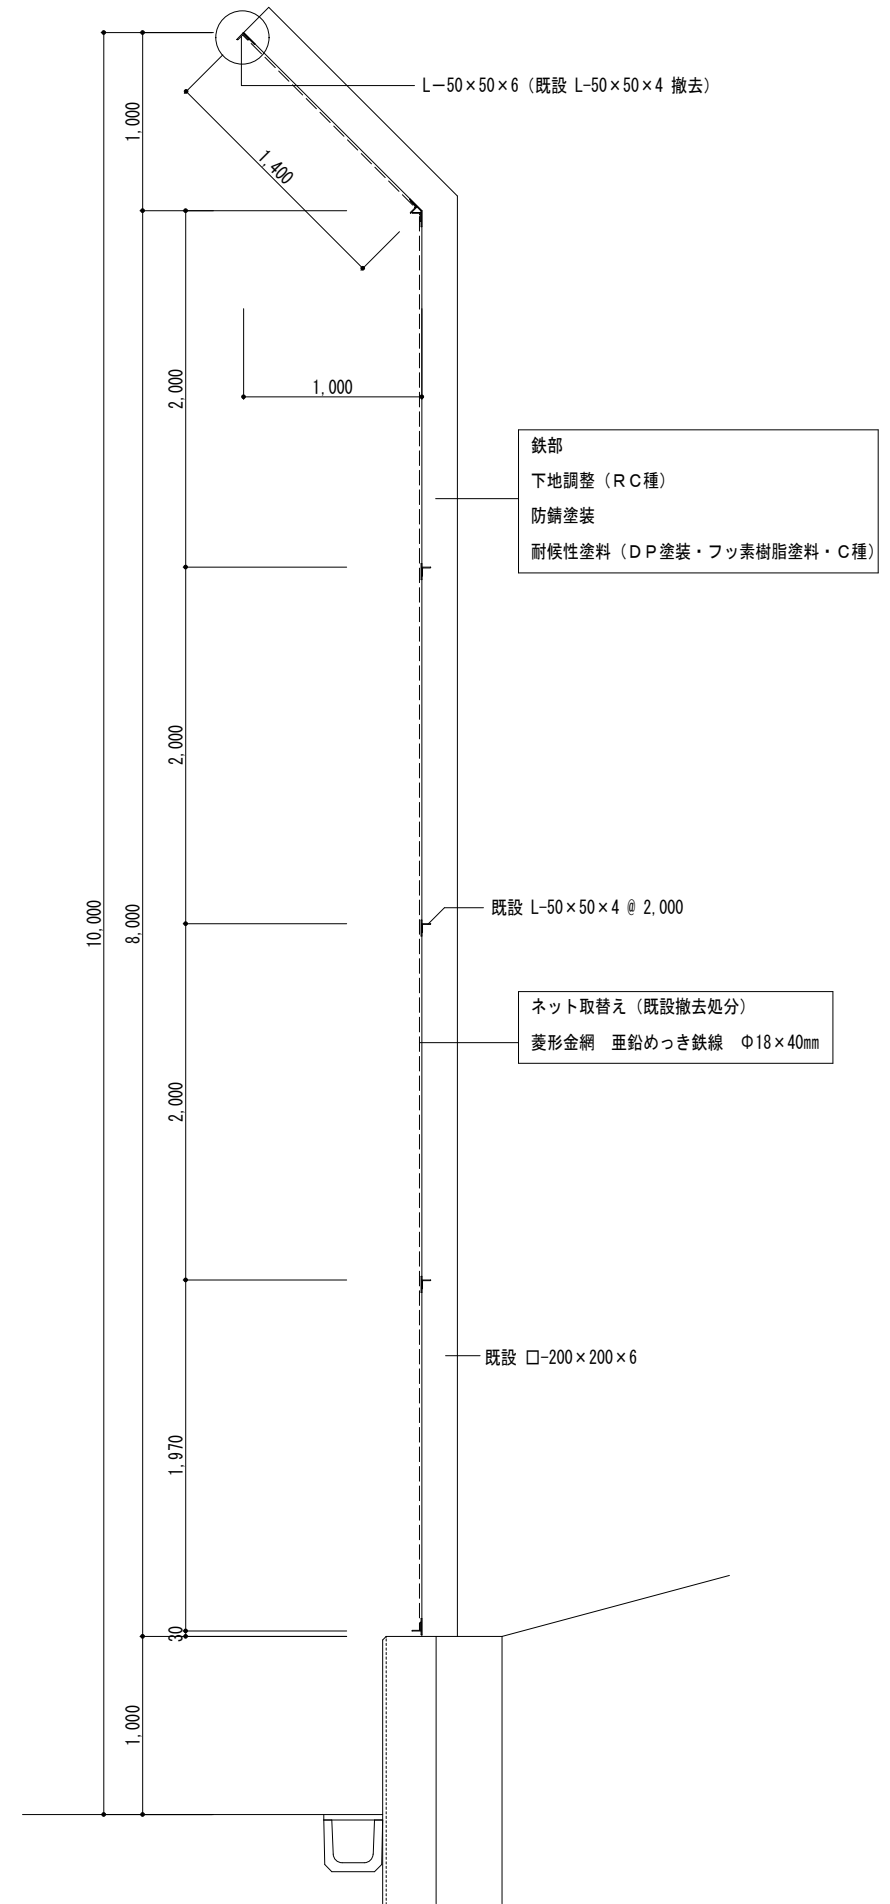 L－50×50×6（既設 L-50×50×4 撤去）
1,000
1,400
2,000
1,000
鉄部
下地調整（ＲＣ種）
防錆塗装
耐候性塗料（ＤＰ塗装・フッ素樹脂塗料・Ｃ種）
2,000
10,000
8,000
既設 L-50×50×4 @ 2,000
ネット取替え（既設撤去処分）
菱形金網　亜鉛めっき鉄線　Φ18×40㎜
2,000
既設 □-200×200×6
1,970
30
1,000